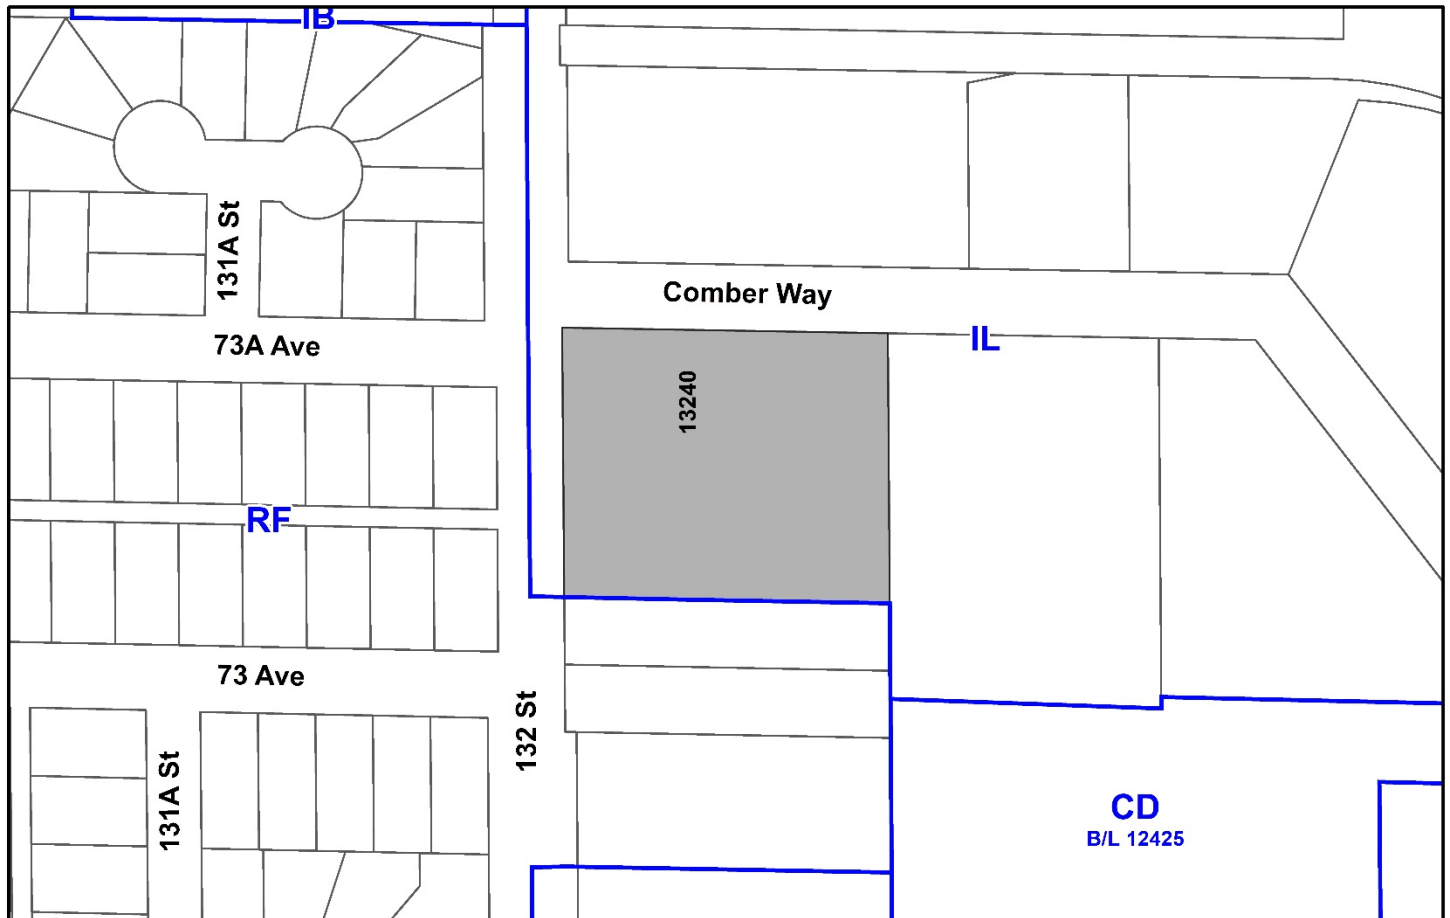 IB
131A St
Comber Way
73A Ave
IL
13240
RF
73 Ave
132 St
131A St
CD
B/L 12425